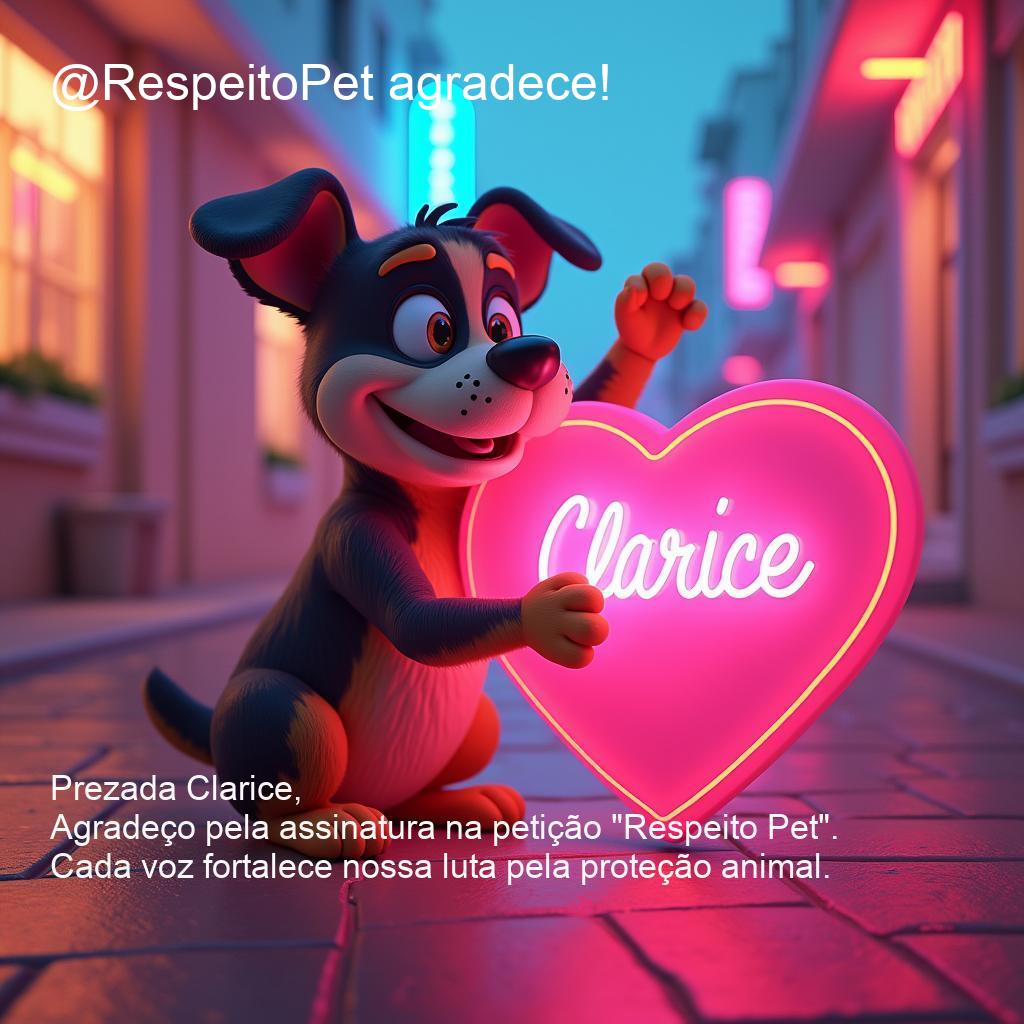 @RespeitoPet agradece!
Clarice
Prezada Clarice,
Agradeço pela assinatura na petição "Respeito Pet".
Cada voz fortalece nossa luta pela proteção animal.